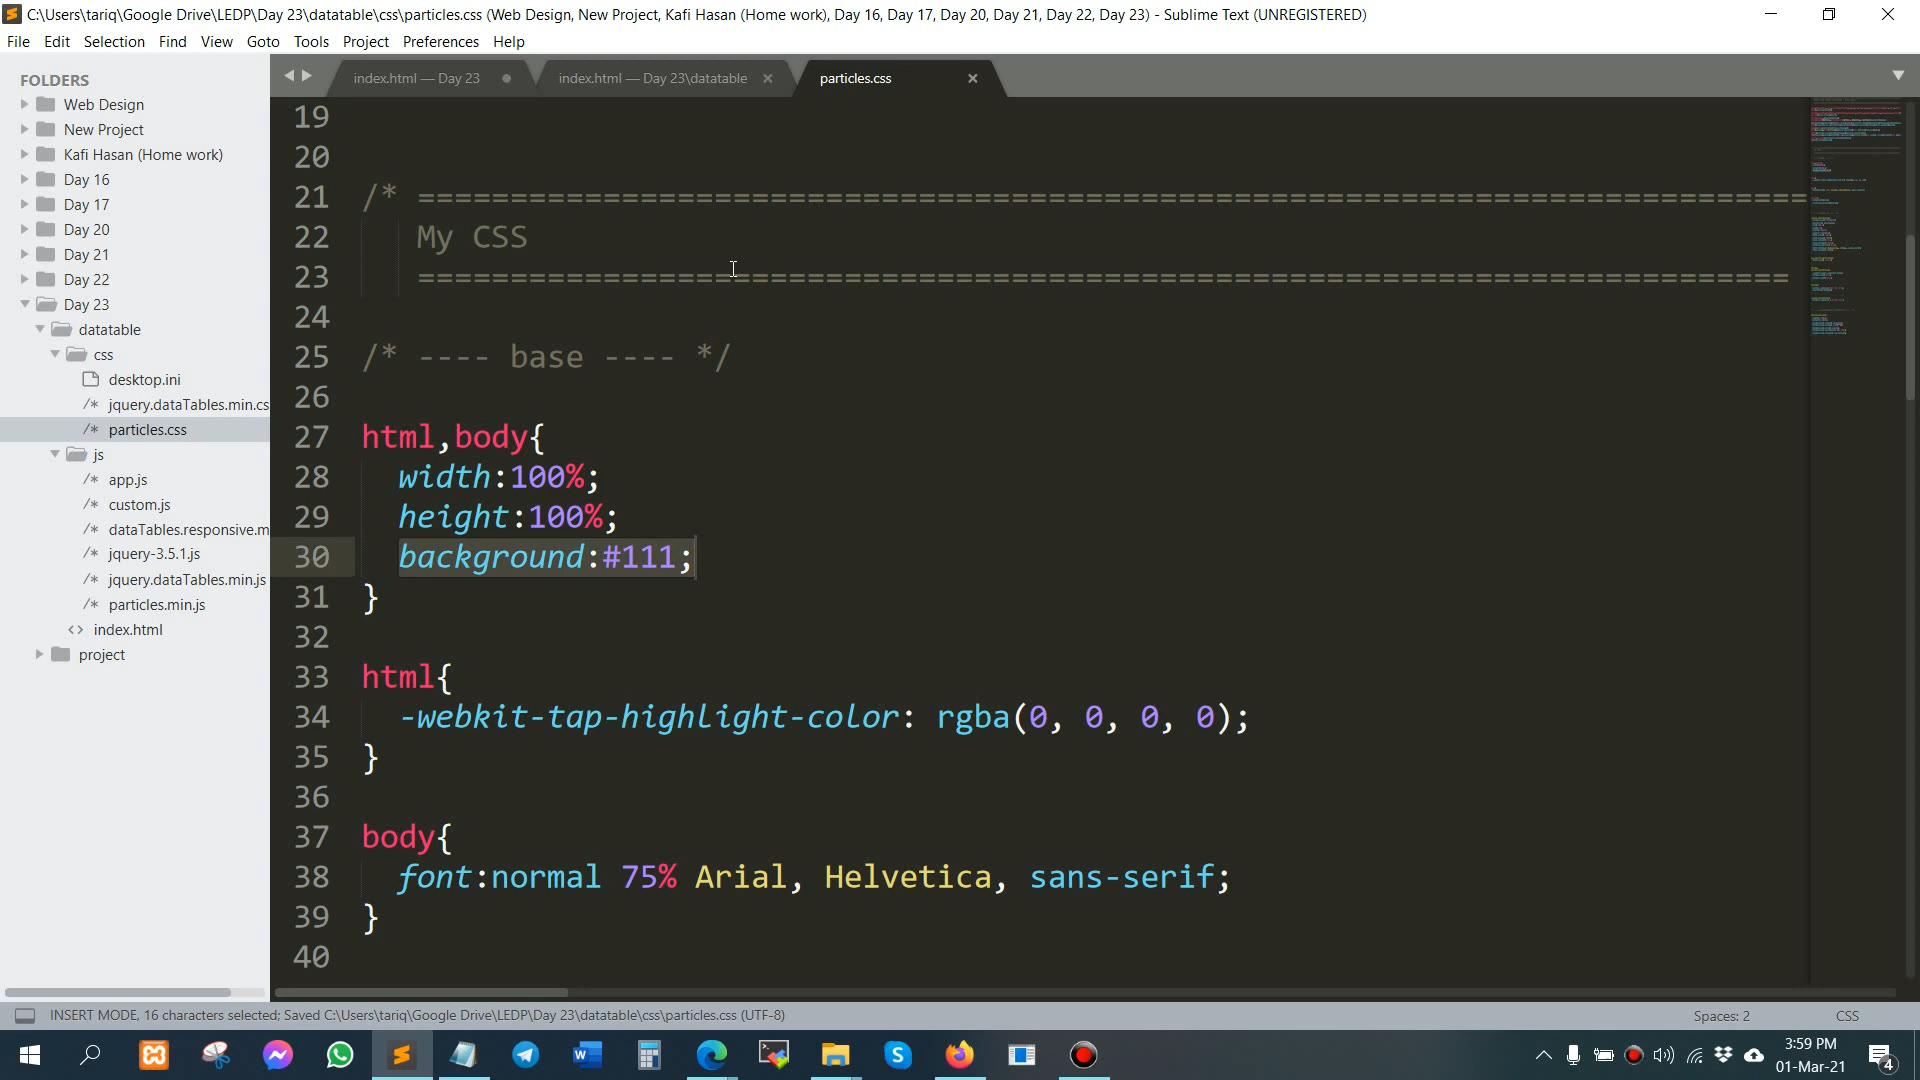 C:\Users\tariq\Google Drive\LEDP\Day 23\datatable\css\particles.css (Web Design, New Project, Kafi Hasan (Home work), Day 16, Day 17, Day 20, Day 21, Day 22, Day 23) - Sublime Text (UNREGISTERED)
File Edit Selection Find View Goto Tools Project Preferences Help
FOLDERS
Web Design
New Project
Kafi Hasan (Home work)
Day 16
Day 17
Day 20
Day 21
Day 22
Day 23
datatable
css
desktop.ini
/* jquery.dataTables.min.cs
/* particles.css
js
/* app.js
/* custom.js
/* dataTables.responsive.m
/* jquery-3.5.1.js
/* jquery.dataTables.min.js
/* particles.min.js
<> index.html
project
index.html — Day 23
index.html — Day 23\datatable
particles.css
19
20
21 /* ===========================================================================
22 My CSS
23 ==========================================================================
24
25 /* ---- base ---- */
26
27 html,body{
28 width:100%;
29 height:100%;
30 background:#111;
31 }
32
33 html{
34 -webkit-tap-highlight-color: rgba(0, 0, 0, 0);
35 }
36
37 body{
38 font:normal 75% Arial, Helvetica, sans-serif;
39 }
40
INSERT MODE, 16 characters selected; Saved C:\Users\tariq\Google Drive\LEDP\Day 23\datatable\css\particles.css (UTF-8)
Spaces: 2
CSS
3:59 PM
01-Mar-21
4